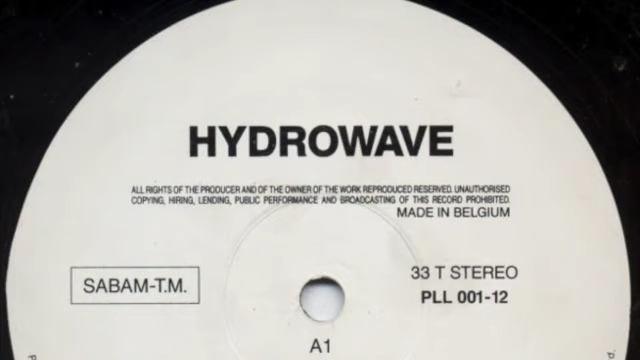 HYDROWAVE
ALL RIGHTS OF THE PRODUCER AND OF THE OWNER OF THE WORK REPRODUCED RESERVED. UNAUTHORISED
COPYING, HIRING, LENDING, PUBLIC PERFORMANCE AND BROADCASTING OF THIS RECORD PROHIBITED.
MADE IN BELGIUM
SABAM-T.M.
33 T STEREO
PLL 001-12
A1